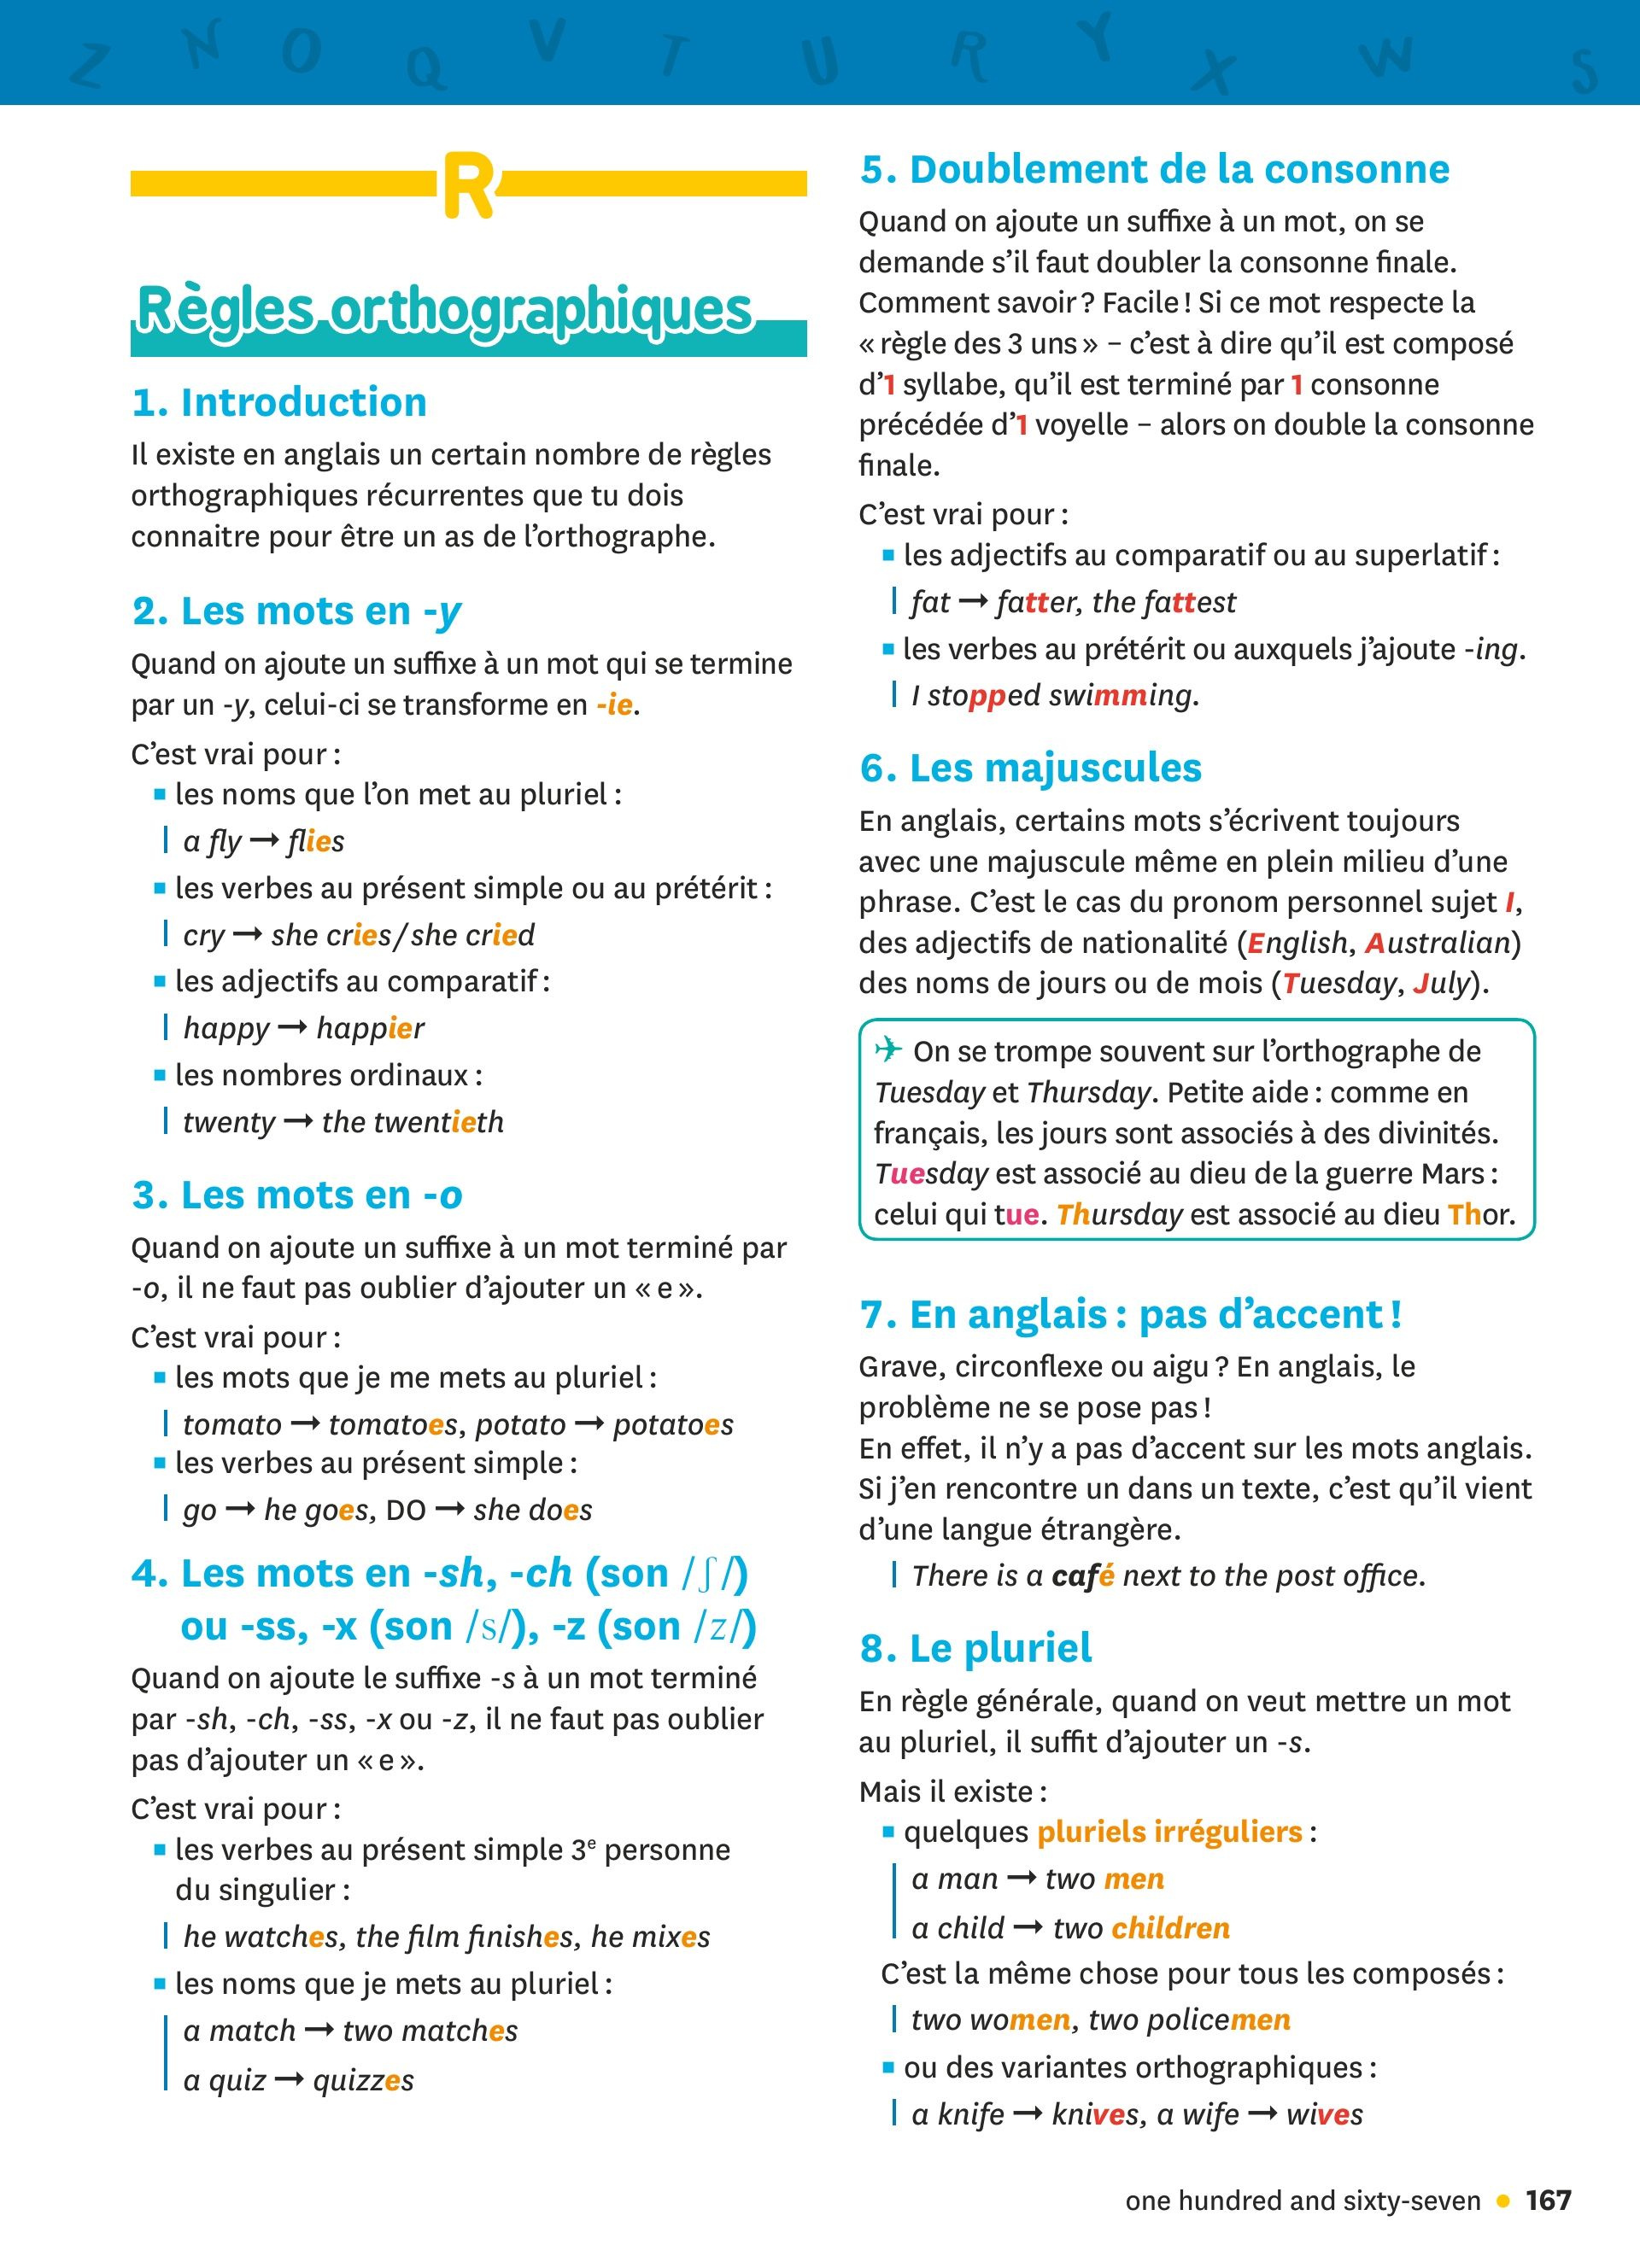 Z N O Q V T U R Y X W S
R
Règles orthographiques
1. Introduction
Il existe en anglais un certain nombre de règles
orthographiques récurrentes que tu dois
connaitre pour être un as de l’orthographe.
2. Les mots en -y
Quand on ajoute un suffixe à un mot qui se termine
par un -y, celui-ci se transforme en -ie.
C’est vrai pour :
▪ les noms que l’on met au pluriel :
a fly → flies
▪ les verbes au présent simple ou au prétérit :
cry → she cries/she cried
▪ les adjectifs au comparatif :
happy → happier
▪ les nombres ordinaux :
twenty → the twentieth
3. Les mots en -o
Quand on ajoute un suffixe à un mot terminé par
-o, il ne faut pas oublier d’ajouter un « e ».
C’est vrai pour :
▪ les mots que je me mets au pluriel :
tomato → tomatoes, potato → potatoes
▪ les verbes au présent simple :
go → he goes, DO → she does
4. Les mots en -sh, -ch (son /ʃ/)
ou -ss, -x (son /s/), -z (son /z/)
Quand on ajoute le suffixe -s à un mot terminé
par -sh, -ch, -ss, -x ou -z, il ne faut pas oublier
pas d’ajouter un « e ».
C’est vrai pour :
▪ les verbes au présent simple 3e personne
du singulier :
he watches, the film finishes, he mixes
▪ les noms que je mets au pluriel :
a match → two matches
a quiz → quizzes
5. Doublement de la consonne
Quand on ajoute un suffixe à un mot, on se
demande s’il faut doubler la consonne finale.
Comment savoir ? Facile ! Si ce mot respecte la
« règle des 3 uns » – c’est à dire qu’il est composé
d’1 syllabe, qu’il est terminé par 1 consonne
précédée d’1 voyelle – alors on double la consonne
finale.
C’est vrai pour :
▪ les adjectifs au comparatif ou au superlatif :
fat → fatter, the fattest
▪ les verbes au prétérit ou auxquels j’ajoute -ing.
I stopped swimming.
6. Les majuscules
En anglais, certains mots s’écrivent toujours
avec une majuscule même en plein milieu d’une
phrase. C’est le cas du pronom personnel sujet I,
des adjectifs de nationalité (English, Australian)
des noms de jours ou de mois (Tuesday, July).
✈ On se trompe souvent sur l’orthographe de
Tuesday et Thursday. Petite aide : comme en
français, les jours sont associés à des divinités.
Tuesday est associé au dieu de la guerre Mars :
celui qui tue. Thursday est associé au dieu Thor.
7. En anglais : pas d’accent !
Grave, circonflexe ou aigu ? En anglais, le
problème ne se pose pas !
En effet, il n’y a pas d’accent sur les mots anglais.
Si j’en rencontre un dans un texte, c’est qu’il vient
d’une langue étrangère.
There is a café next to the post office.
8. Le pluriel
En règle générale, quand on veut mettre un mot
au pluriel, il suffit d’ajouter un -s.
Mais il existe :
▪ quelques pluriels irréguliers :
a man → two men
a child → two children
C’est la même chose pour tous les composés :
two women, two policemen
▪ ou des variantes orthographiques :
a knife → knives, a wife → wives
one hundred and sixty-seven • 167